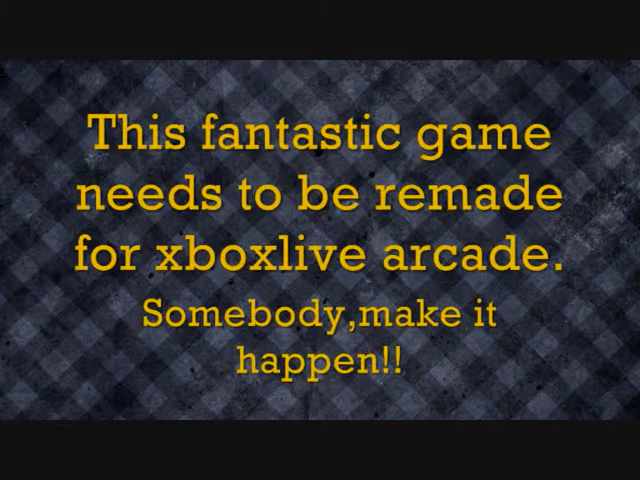 This fantastic game
needs to be remade
for xboxlive arcade.
Somebody,make it
happen!!